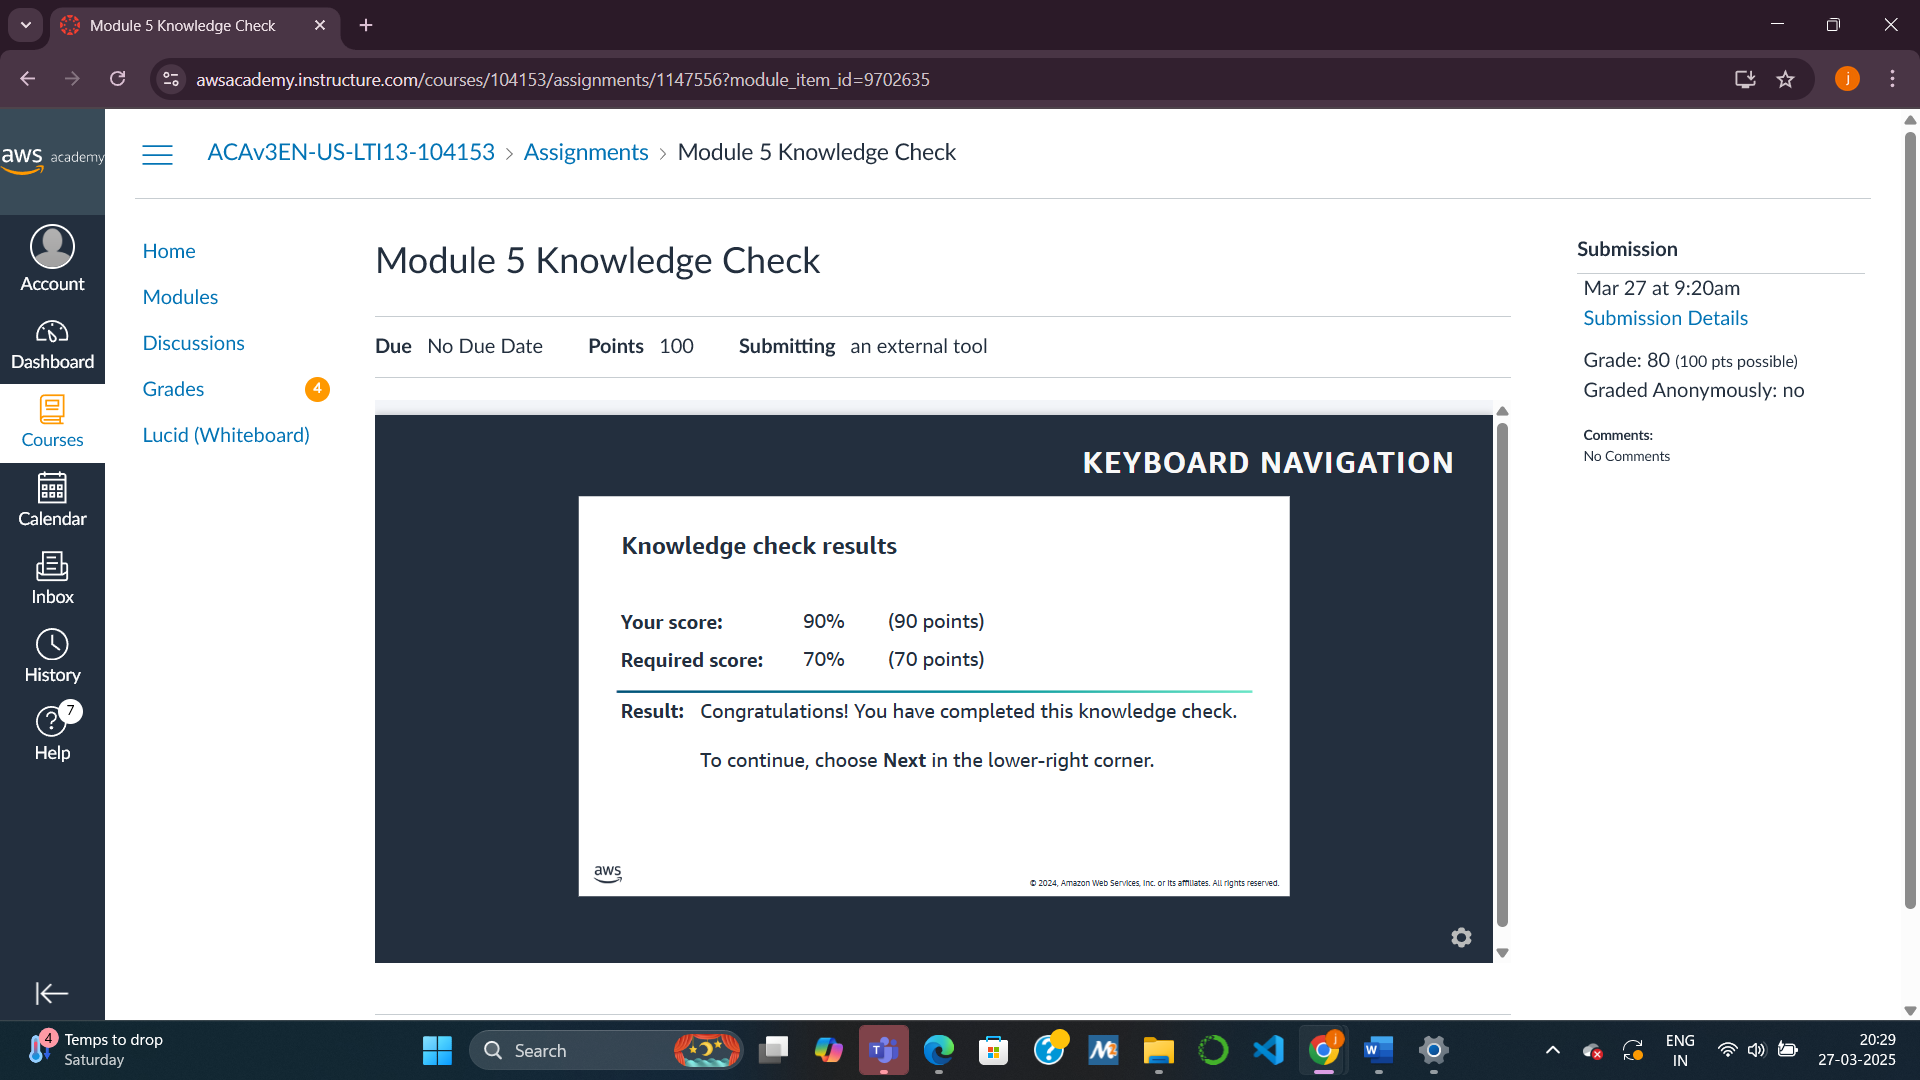 Module 5 Knowledge Check
awsacademy.instructure.com/courses/104153/assignments/1147556?module_item_id=9702635
j
aws academy
ACAv3EN-US-LTI13-104153 > Assignments > Module 5 Knowledge Check
Account
Dashboard
Courses
Calendar
Inbox
History
7
Help
Home
Modules
Discussions
Grades 4
Lucid (Whiteboard)
Module 5 Knowledge Check
Due No Due Date Points 100 Submitting an external tool
KEYBOARD NAVIGATION
Knowledge check results
Your score: 90% (90 points)
Required score: 70% (70 points)
Result: Congratulations! You have completed this knowledge check.
To continue, choose Next in the lower-right corner.
aws
© 2024, Amazon Web Services, Inc. or its affiliates. All rights reserved.
Submission
Mar 27 at 9:20am
Submission Details
Grade: 80 (100 pts possible)
Graded Anonymously: no
Comments:
No Comments
4
Temps to drop
Saturday
Search
j
ENG
IN
20:29
27-03-2025